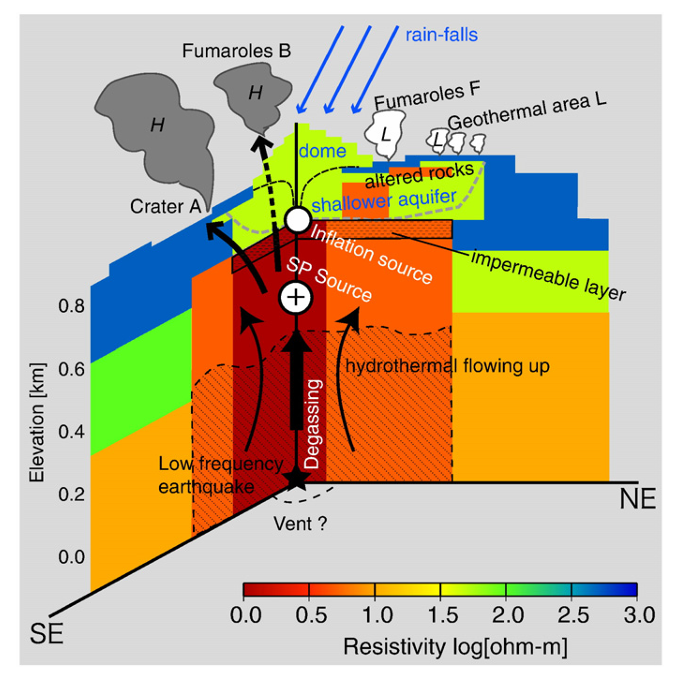 rain-falls
Fumaroles B
Fumaroles F
H
H
L
L
Geothermal area L
dome
altered rocks
shallower aquifer
Crater A
Inflation source
impermeable layer
SP Source
+
0.8
0.6
0.4
0.2
0.0
Elevation [km]
hydrothermal flowing up
Degassing
Low frequency
earthquake
Vent ?
NE
SE
0.0 0.5 1.0 1.5 2.0 2.5 3.0
Resistivity log[ohm-m]